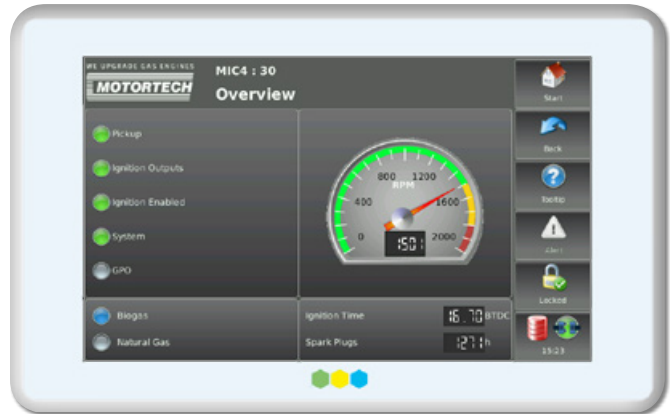 WE UPGRADE GAS ENGINES
MOTORTECH
MIC4 : 30
Overview
Start
Pickup
Back
Ignition Outputs
Tooltip
Ignition Enabled
System
Alert
GPO
Locked
400
800
1200
1600
0
2000
RPM
1501
Biogas
Ignition Time
16.70 BTDC
Natural Gas
Spark Plugs
1271 h
15:23